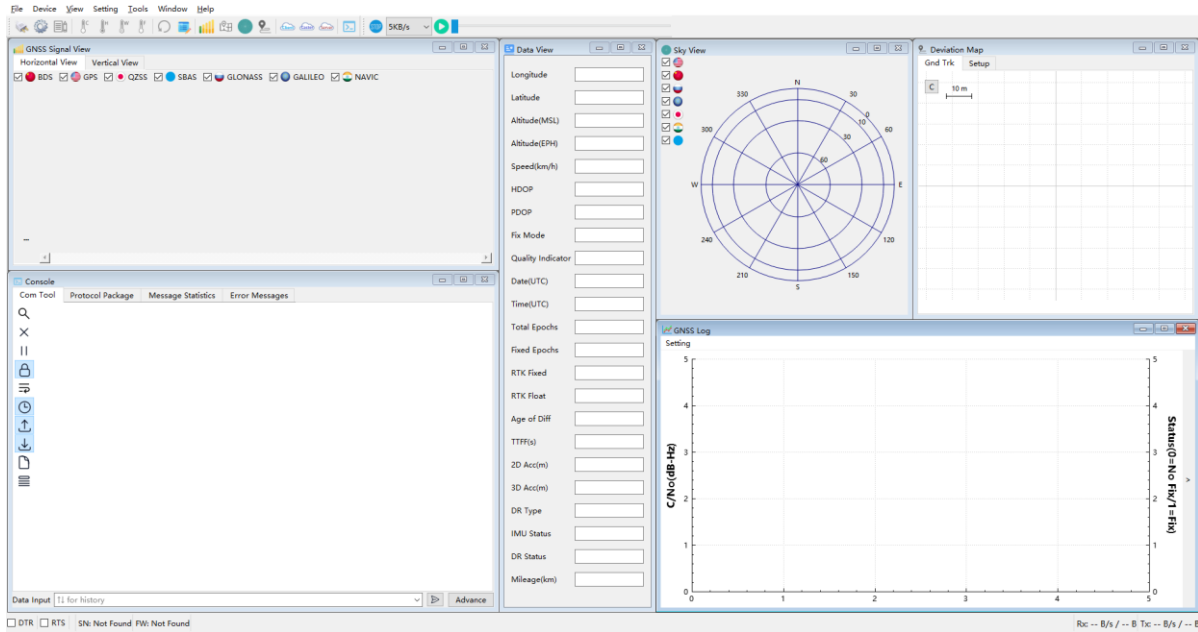 File Device View Setting Tools Window Help
5KB/s
GNSS Signal View
Horizontal View Vertical View
BDS GPS QZSS SBAS GLONASS GALILEO NAVIC
...
Console
Com Tool Protocol Package Message Statistics Error Messages
Data Input ↑↓ for history Advance
Data View
Longitude
Latitude
Altitude(MSL)
Altitude(EPH)
Speed(km/h)
HDOP
PDOP
Fix Mode
Quality Indicator
Date(UTC)
Time(UTC)
Total Epochs
Fixed Epochs
RTK Fixed
RTK Float
Age of Diff
TTFF(s)
2D Acc(m)
3D Acc(m)
DR Type
IMU Status
DR Status
Mileage(km)
Sky View
N
330 30
0
10
300 30 60
60
W E
240 120
210 150
S
Deviation Map
Gnd Trk Setup
C 10 m
GNSS Log
Setting
C/No(dB-Hz)
5
4
3
2
1
0
0 1 2 3 4 5
5
4
3
2
1
0
Status(0=No Fix/1=Fix)
>
DTR RTS SN: Not Found FW: Not Found
Rx: -- B/s / -- B Tx: -- B/s / --